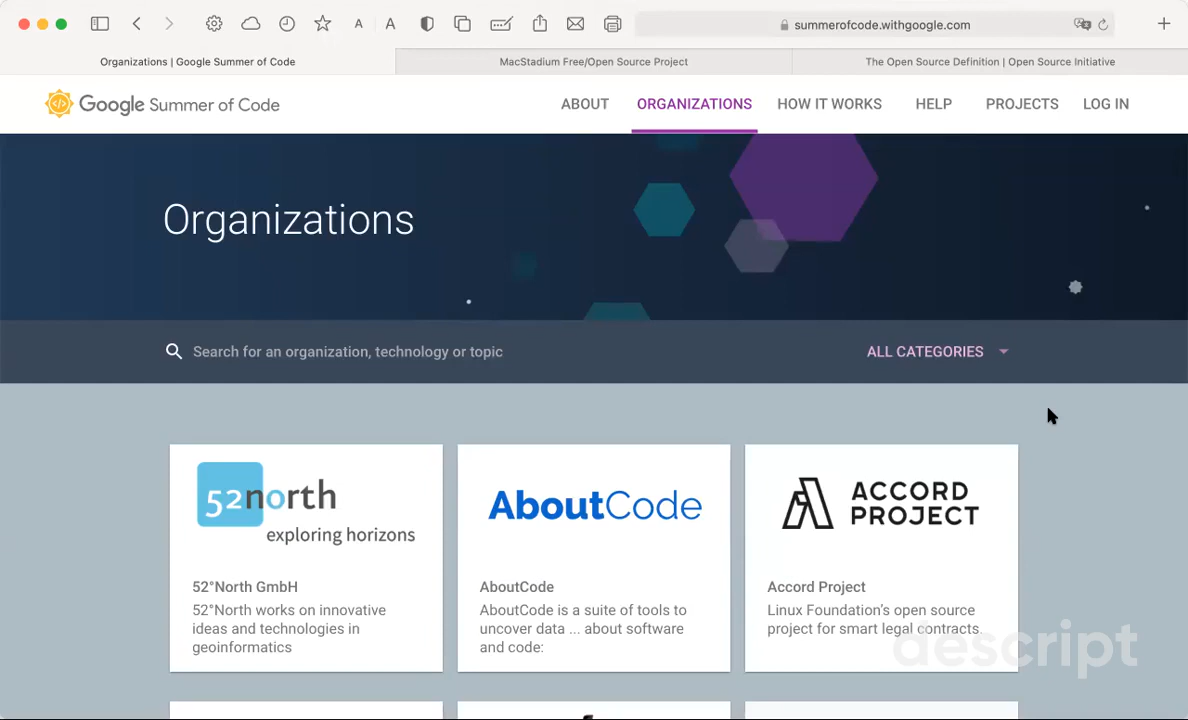 A A summerofcode.withgoogle.com
Organizations | Google Summer of Code MacStadium Free/Open Source Project The Open Source Definition | Open Source Initiative
Google Summer of Code ABOUT ORGANIZATIONS HOW IT WORKS HELP PROJECTS LOG IN
Organizations
Search for an organization, technology or topic ALL CATEGORIES
52north
exploring horizons
AboutCode
ACCORD
PROJECT
52°North GmbH
52°North works on innovative
ideas and technologies in
geoinformatics
AboutCode
AboutCode is a suite of tools to
uncover data ... about software
and code:
Accord Project
Linux Foundation’s open source
project for smart legal contracts.
descript